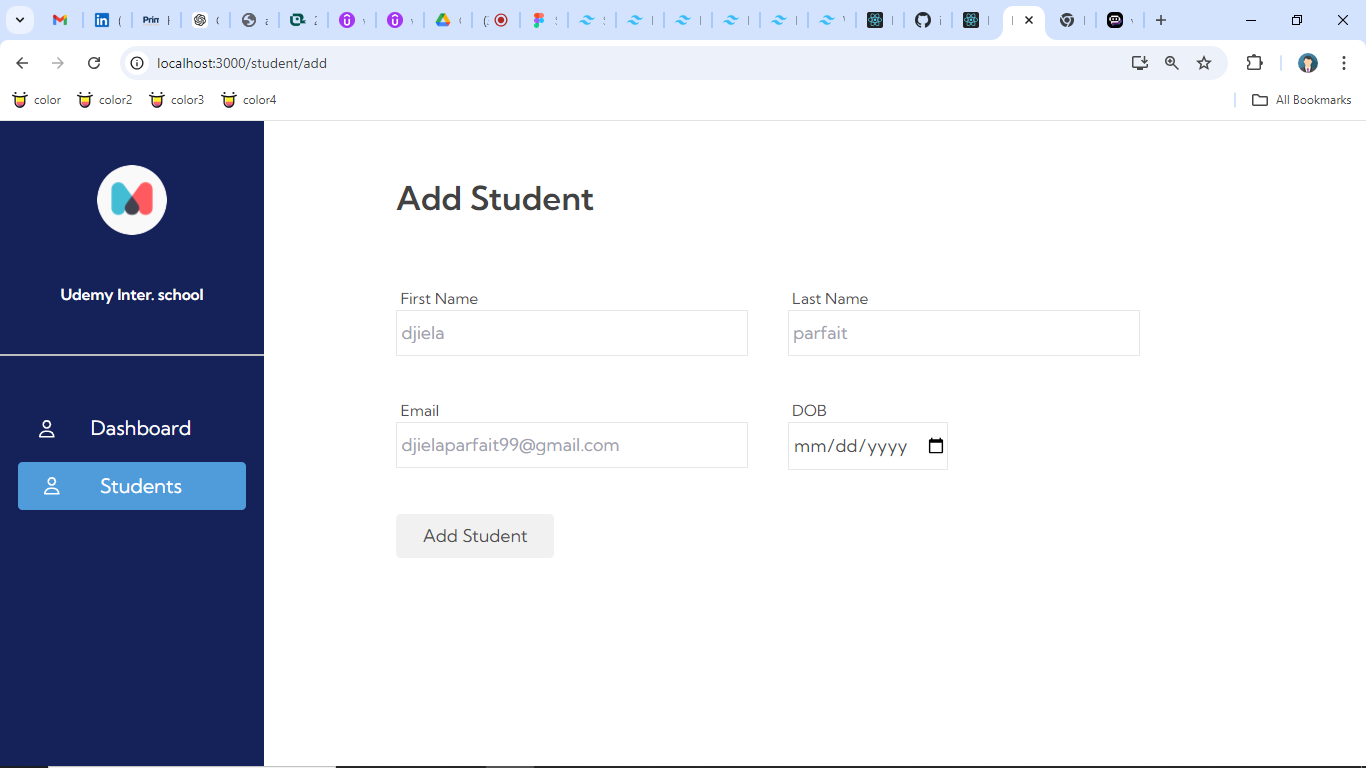 localhost:3000/student/add
color
color2
color3
color4
All Bookmarks
Udemy Inter. school
Dashboard
Students
Add Student
First Name
Last Name
djiela
parfait
Email
DOB
djielaparfait99@gmail.com
mm/dd/yyyy
Add Student